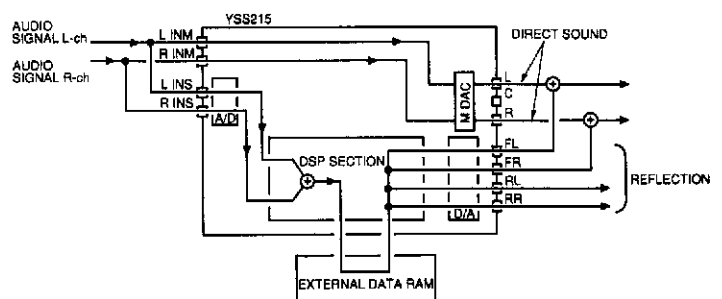 AUDIO
SIGNAL L-ch
AUDIO
SIGNAL R-ch
YSS215
L INM
R INM
L INS
R INS
A/D
DSP SECTION
M DAC
D/A
L
C
R
FL
FR
RL
RR
DIRECT SOUND
REFLECTION
EXTERNAL DATA RAM